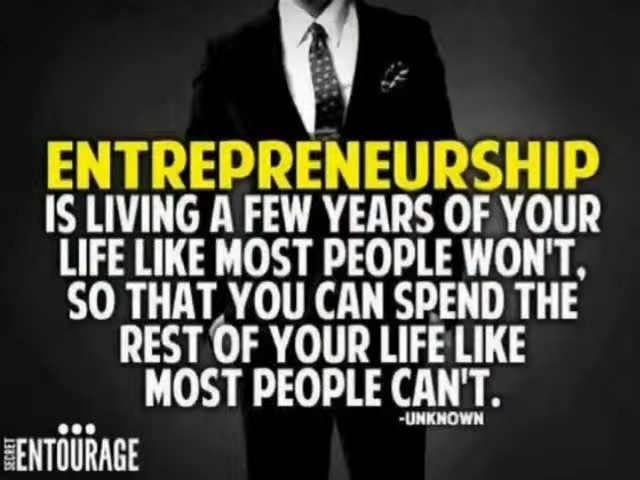 ENTREPRENEURSHIP
IS LIVING A FEW YEARS OF YOUR
LIFE LIKE MOST PEOPLE WON'T,
SO THAT YOU CAN SPEND THE
REST OF YOUR LIFE LIKE
MOST PEOPLE CAN'T.
-UNKNOWN
SECRET
ENTOURAGE